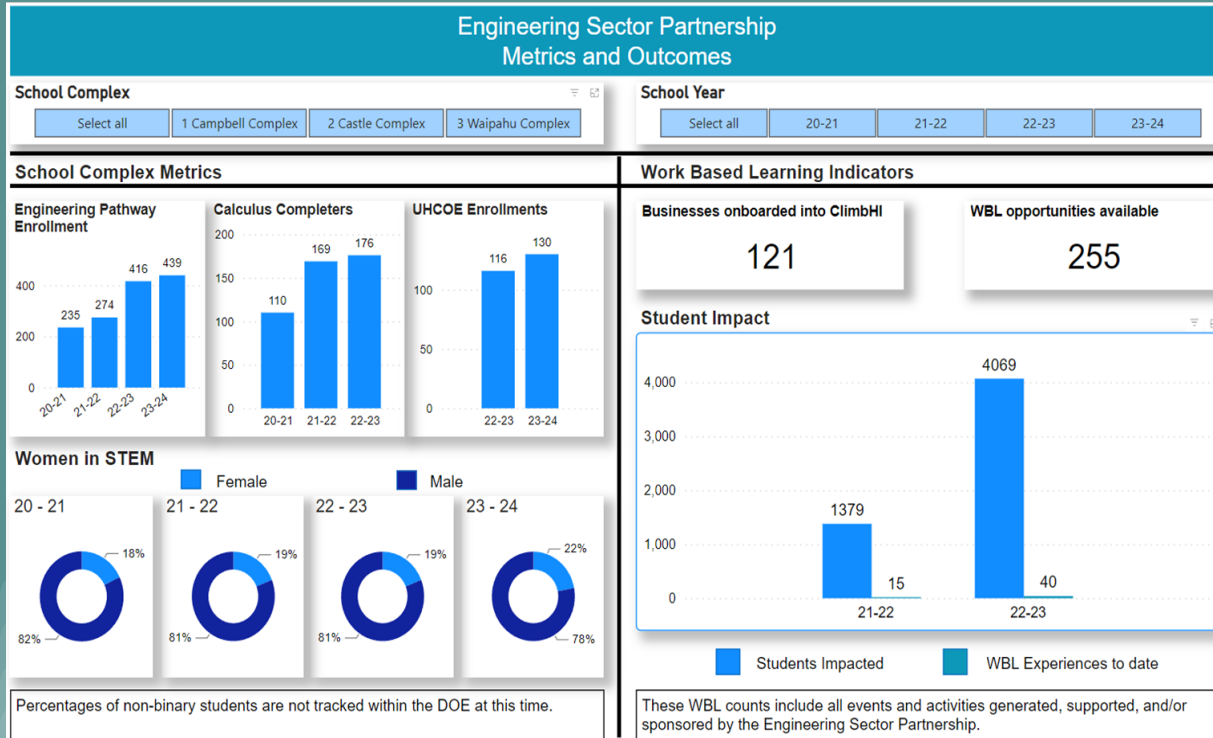 Engineering Sector Partnership
Metrics and Outcomes
School Complex
Select all
1 Campbell Complex
2 Castle Complex
3 Waipahu Complex
School Year
Select all
20-21
21-22
22-23
23-24
School Complex Metrics
Engineering Pathway
Enrollment
400
200
0
235
274
416
439
20-21
21-22
22-23
23-24
Calculus Completers
200
150
100
50
0
110
169
176
20-21
21-22
22-23
UHCOE Enrollments
100
50
0
116
130
22-23
23-24
Women in STEM
Female
Male
20 - 21
18%
82%
21 - 22
19%
81%
22 - 23
19%
81%
23 - 24
22%
78%
Percentages of non-binary students are not tracked within the DOE at this time.
Work Based Learning Indicators
Businesses onboarded into ClimbHI
121
WBL opportunities available
255
Student Impact
4,000
3,000
2,000
1,000
0
1379
15
4069
40
21-22
22-23
Students Impacted
WBL Experiences to date
These WBL counts include all events and activities generated, supported, and/or
sponsored by the Engineering Sector Partnership.